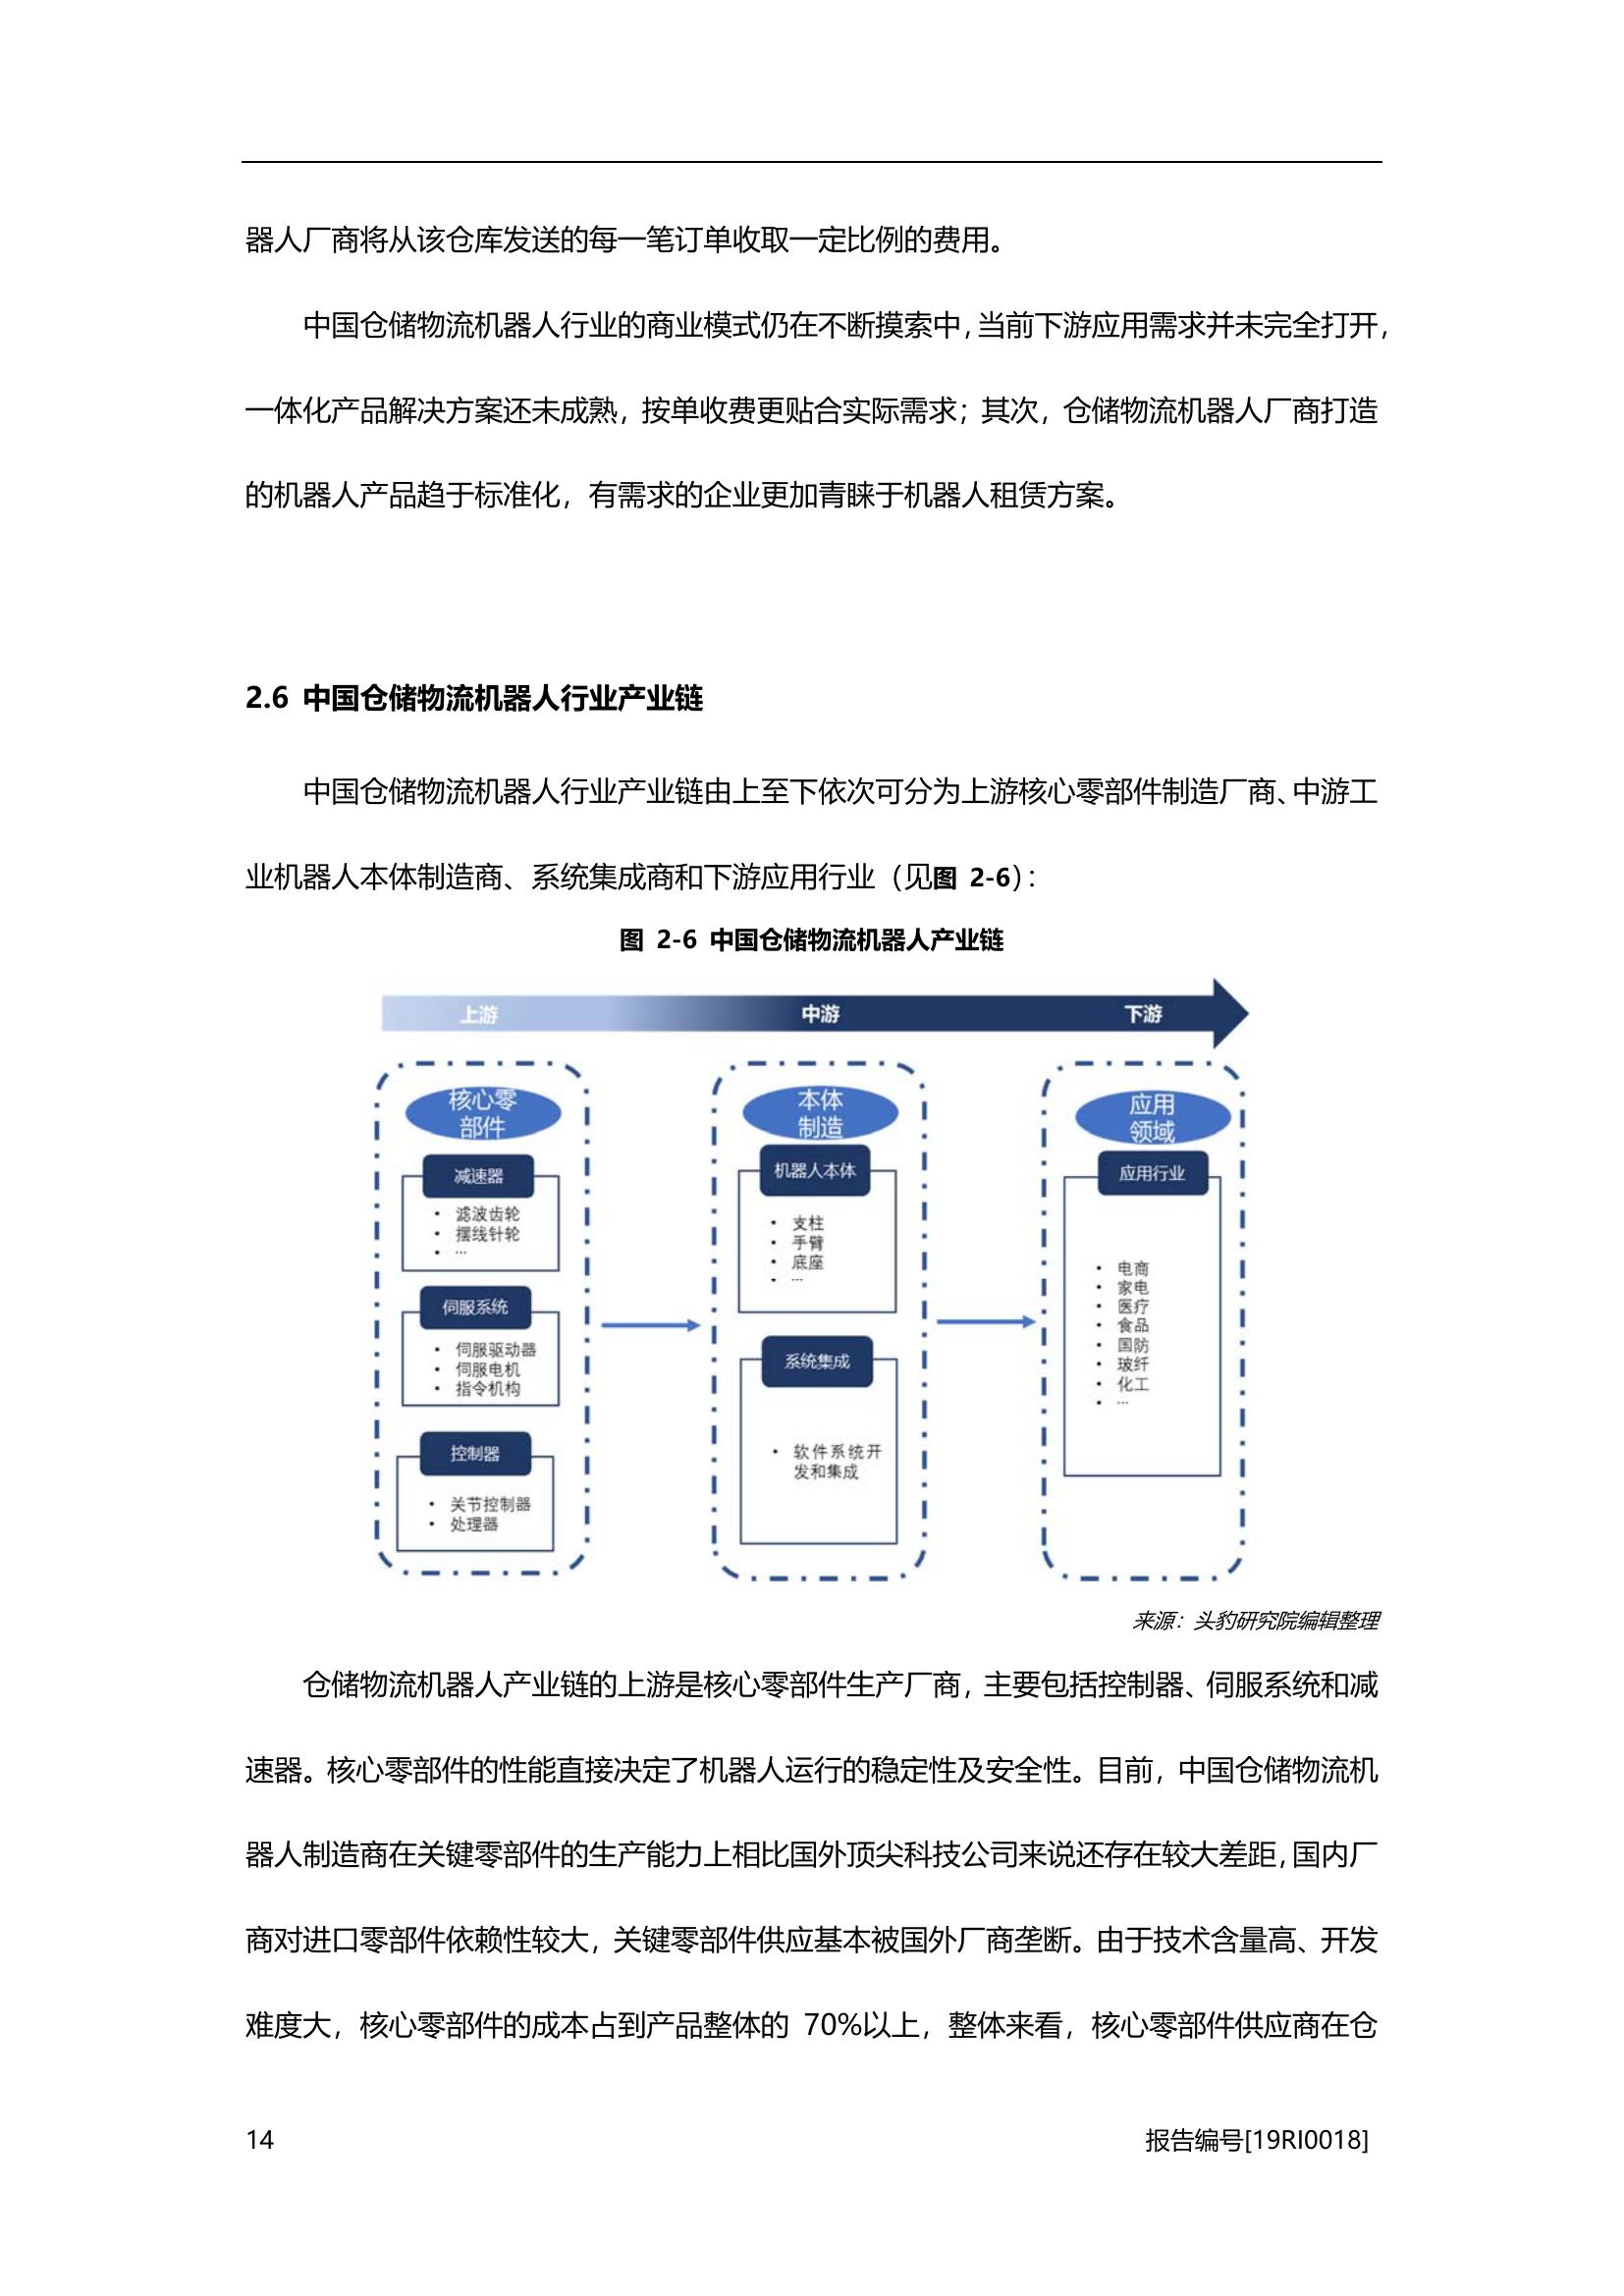 器人厂商将从该仓库发送的每一笔订单收取一定比例的费用。
中国仓储物流机器人行业的商业模式仍在不断摸索中，当前下游应用需求并未完全打开，
一体化产品解决方案还未成熟，按单收费更贴合实际需求；其次，仓储物流机器人厂商打造
的机器人产品趋于标准化，有需求的企业更加青睐于机器人租赁方案。
2.6 中国仓储物流机器人行业产业链
中国仓储物流机器人行业产业链由上至下依次可分为上游核心零部件制造厂商、中游工
业机器人本体制造商、系统集成商和下游应用行业（见图 2-6）：
图 2-6 中国仓储物流机器人产业链
上游
中游
下游
核心零
部件
减速器
• 滤波齿轮
• 摆线针轮
• ...
伺服系统
• 伺服驱动器
• 伺服电机
• 指令机构
控制器
• 关节控制器
• 处理器
本体
制造
机器人本体
• 支柱
• 手臂
• 底座
• ...
系统集成
• 软件系统开
发和集成
应用
领域
应用行业
• 电商
• 家电
• 医疗
• 食品
• 国防
• 玻纤
• 化工
• ...
来源：头豹研究院编辑整理
仓储物流机器人产业链的上游是核心零部件生产厂商，主要包括控制器、伺服系统和减
速器。核心零部件的性能直接决定了机器人运行的稳定性及安全性。目前，中国仓储物流机
器人制造商在关键零部件的生产能力上相比国外顶尖科技公司来说还存在较大差距，国内厂
商对进口零部件依赖性较大，关键零部件供应基本被国外厂商垄断。由于技术含量高、开发
难度大，核心零部件的成本占到产品整体的 70%以上，整体来看，核心零部件供应商在仓
14
报告编号[19RI0018]